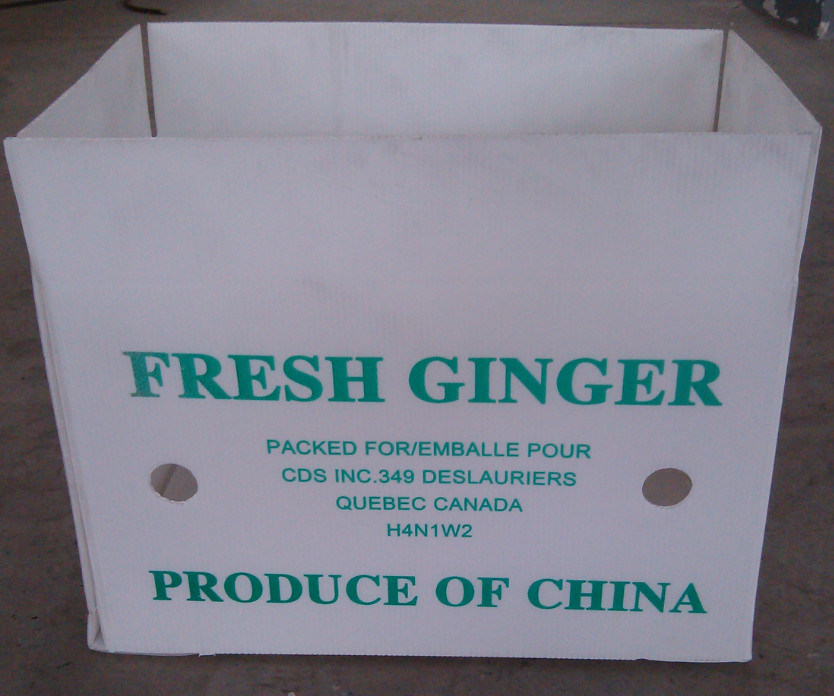 FRESH GINGER
PACKED FOR/EMBALLE POUR
CDS INC.349 DESLAURIERS
QUEBEC CANADA
H4N1W2
PRODUCE OF CHINA